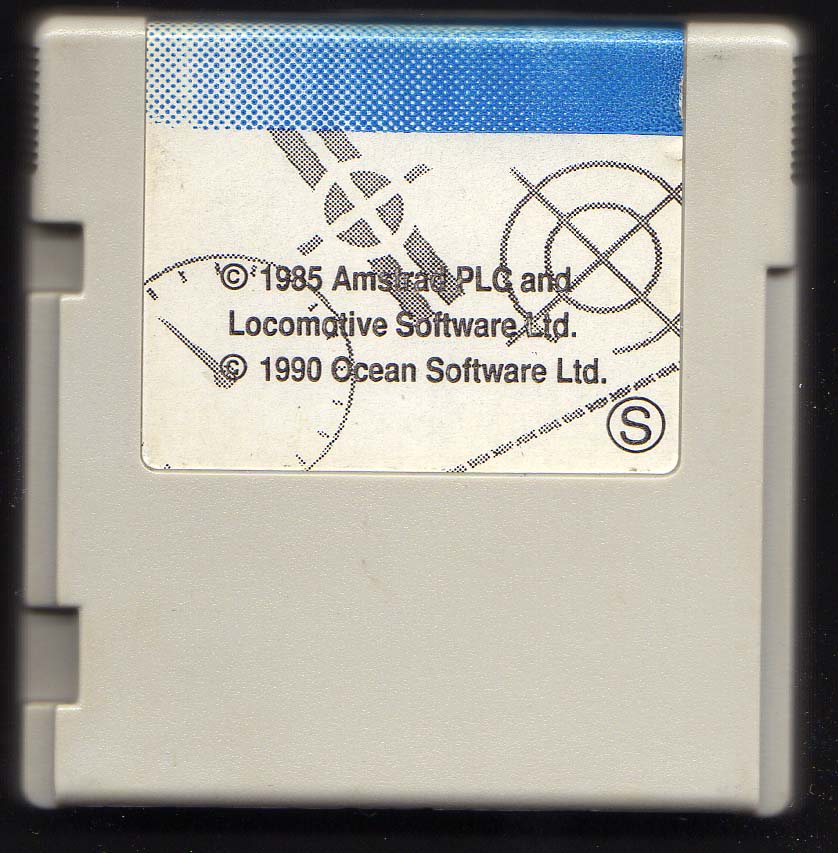 © 1985 Amstrad PLC and
Locomotive Software Ltd.
© 1990 Ocean Software Ltd.
S